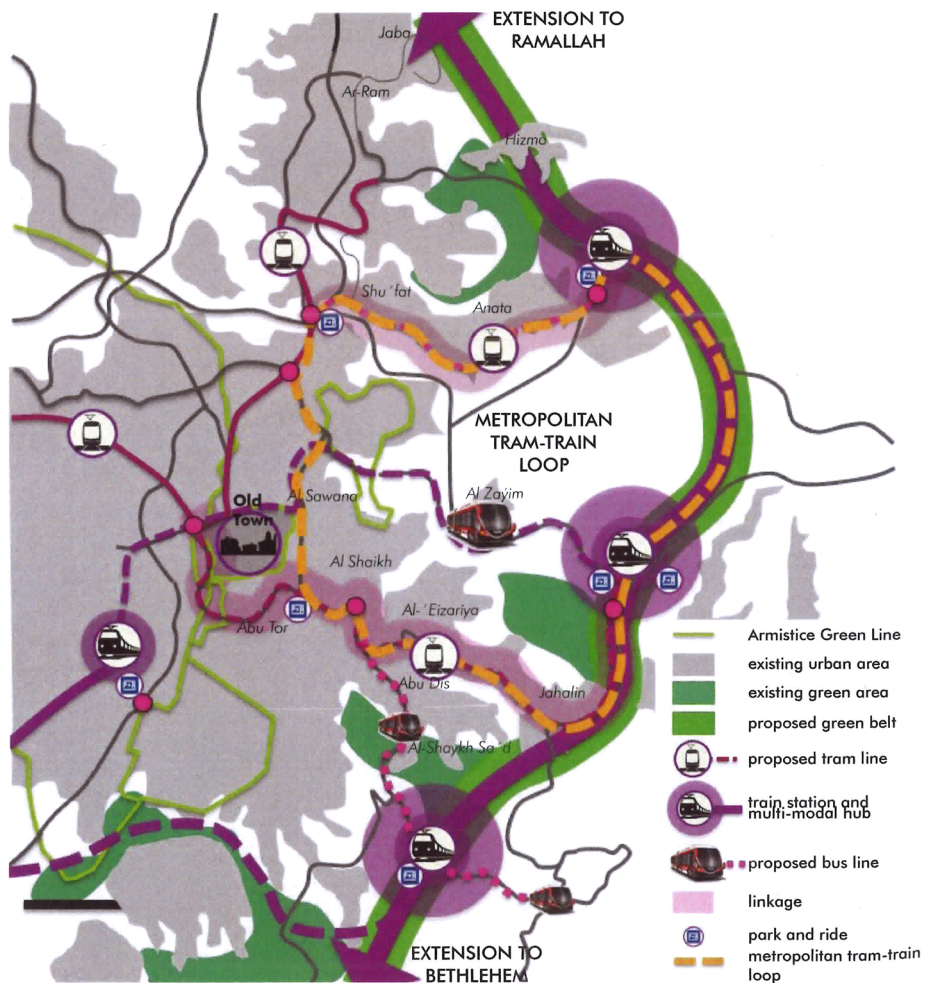 EXTENSION TO
RAMALLAH
Jaba
Ar-Ram
Hizma
Shu´fat
Anata
METROPOLITAN
TRAM-TRAIN
LOOP
Old
Town
Al Sawana
Al Zaýim
Al Shaikh
Abu Tor
Al-´Eizariya
Abu Dis
Jahalin
Al-Shaykh Sa´d
EXTENSION TO
BETHLEHEM
Armistice Green Line
existing urban area
existing green area
proposed green belt
proposed tram line
train station and
multi-modal hub
proposed bus line
linkage
park and ride
metropolitan tram-train
loop